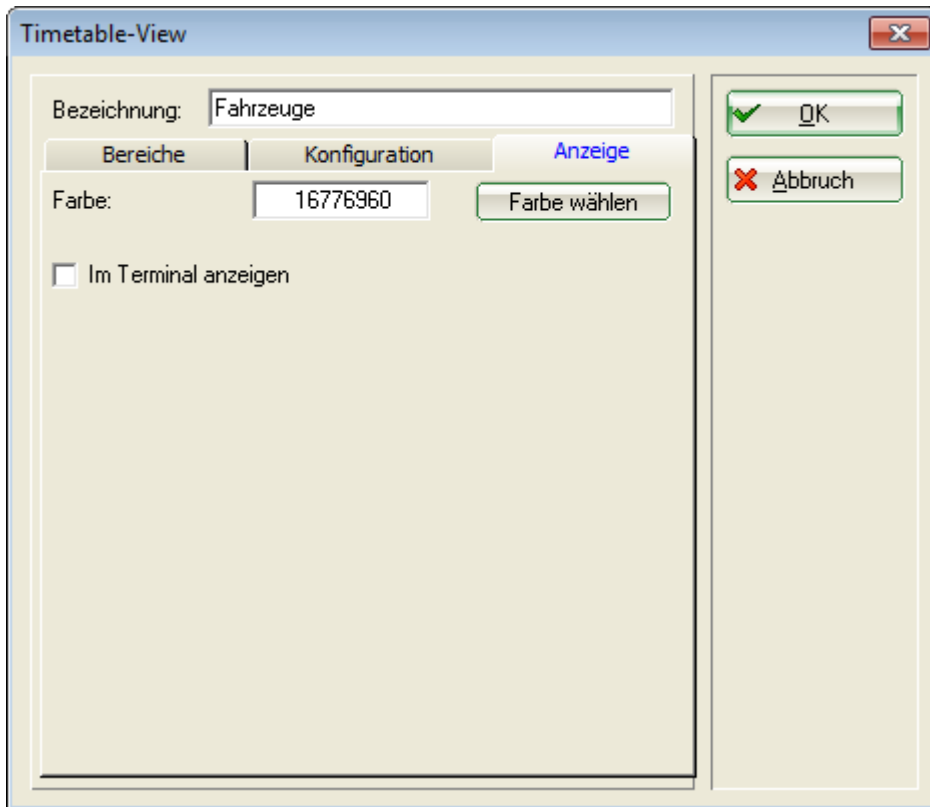 Timetable-View
Bezeichnung: Fahrzeuge
Bereiche Konfiguration Anzeige
Farbe: 16776960 Farbe wählen
Im Terminal anzeigen
OK
Abbruch